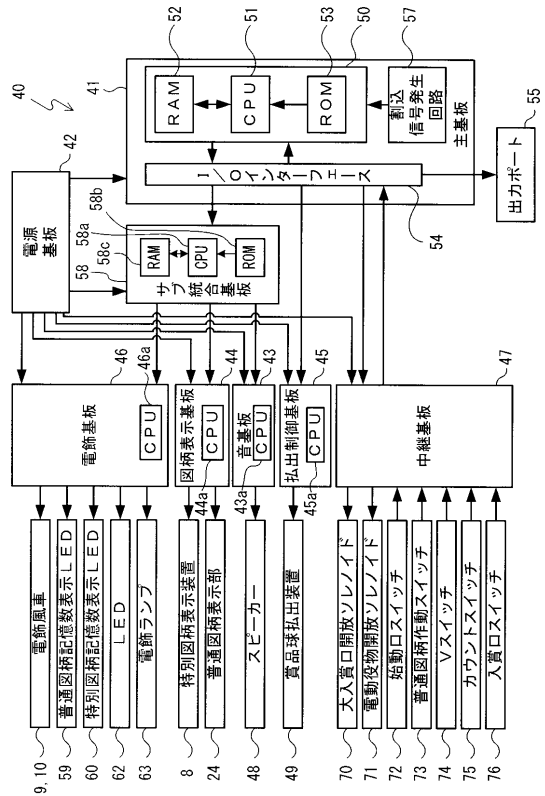 40
41
42
50
51
52
53
57
RAM
CPU
ROM
割込
信号発生
回路
主基板
I/Oインターフェース
54
55
出力ポート
電源
基板
58
58a
58b
58c
RAM
CPU
ROM
サブ統合基板
46
46a
電飾基板
CPU
44
44a
図柄表示基板
CPU
43
43a
音基板
CPU
45
45a
払出制御基板
CPU
47
中継基板
9, 10
電飾風車
59
普通図柄記憶数表示LED
60
特別図柄記憶数表示LED
62
LED
63
電飾ランプ
8
特別図柄表示装置
24
普通図柄表示部
48
スピーカー
49
賞品球払出装置
70
大入賞口開放ソレノイド
71
電動役物開放ソレノイド
72
始動口スイッチ
73
普通図柄作動スイッチ
74
Vスイッチ
75
カウントスイッチ
76
入賞口スイッチ